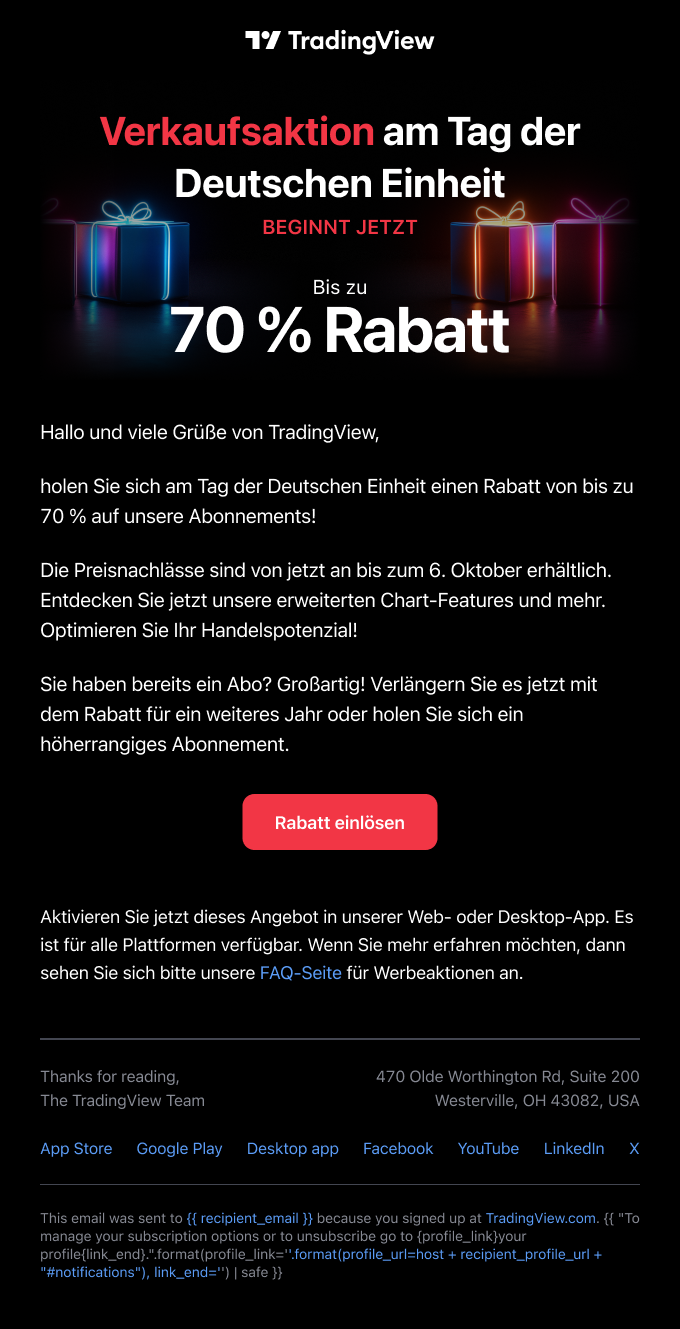 TradingView
Verkaufsaktion am Tag der
Deutschen Einheit
BEGINNT JETZT
Bis zu
70 % Rabatt
Hallo und viele Grüße von TradingView,
holen Sie sich am Tag der Deutschen Einheit einen Rabatt von bis zu
70 % auf unsere Abonnements!
Die Preisnachlässe sind von jetzt an bis zum 6. Oktober erhältlich.
Entdecken Sie jetzt unsere erweiterten Chart-Features und mehr.
Optimieren Sie Ihr Handelspotenzial!
Sie haben bereits ein Abo? Großartig! Verlängern Sie es jetzt mit
dem Rabatt für ein weiteres Jahr oder holen Sie sich ein
höherrangiges Abonnement.
Rabatt einlösen
Aktivieren Sie jetzt dieses Angebot in unserer Web- oder Desktop-App. Es
ist für alle Plattformen verfügbar. Wenn Sie mehr erfahren möchten, dann
sehen Sie sich bitte unsere FAQ-Seite für Werbeaktionen an.
Thanks for reading,
The TradingView Team
470 Olde Worthington Rd, Suite 200
Westerville, OH 43082, USA
App Store Google Play Desktop app Facebook YouTube LinkedIn X
This email was sent to {{ recipient_email }} because you signed up at TradingView.com. {{ "To
manage your subscription options or to unsubscribe go to {profile_link}your
profile{link_end}.".format(profile_link=''.format(profile_url=host + recipient_profile_url +
"#notifications"), link_end='') | safe }}